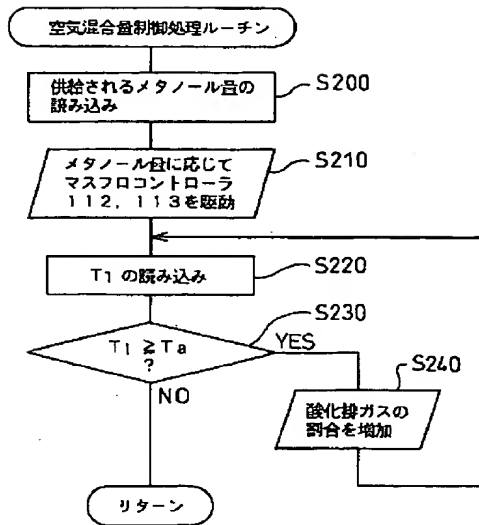 空気混合量制御処理ルーチン
供給されるメタノール量の
読み込み
S200
メタノール量に応じて
マスフロコントローラ
112，113を駆動
S210
T1 の読み込み
S220
S230
T1 ≧ Ta
?
YES
NO
S240
酸化排ガスの
割合を増加
リターン